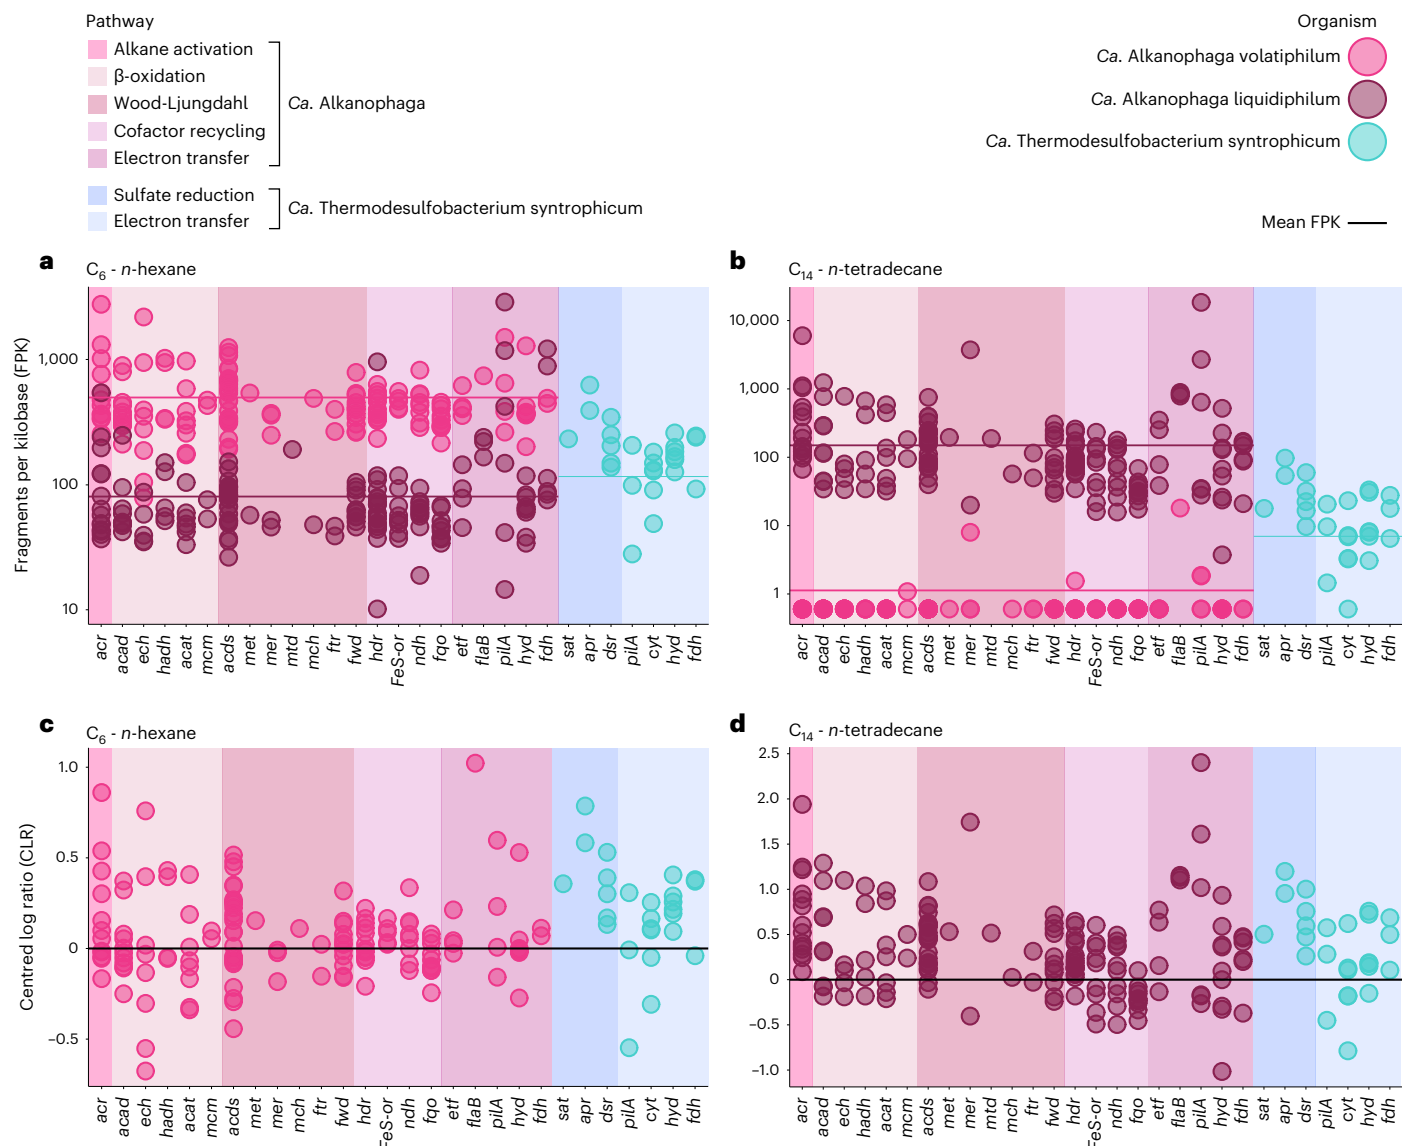 Pathway
Alkane activation
β-oxidation
Wood-Ljungdahl
Cofactor recycling
Electron transfer
Ca. Alkanophaga
Sulfate reduction
Electron transfer
Ca. Thermodesulfobacterium syntrophicum
Organism
Ca. Alkanophaga volatiphilum
Ca. Alkanophaga liquidiphilum
Ca. Thermodesulfobacterium syntrophicum
Mean FPK
a
C6 - n-hexane
Fragments per kilobase (FPK)
1,000
100
10
acr acad ech hadh acat mcm acds met mer mtd mch ftr fwd hdr FeS-or ndh fqo etf flaB pilA hyd fdh sat apr dsr pilA cyt hyd fdh
b
C14 - n-tetradecane
10,000
1,000
100
10
1
acr acad ech hadh acat mcm acds met mer mtd mch ftr fwd hdr FeS-or ndh fqo etf flaB pilA hyd fdh sat apr dsr pilA cyt hyd fdh
c
C6 - n-hexane
Centred log ratio (CLR)
1.0
0.5
0
–0.5
acr acad ech hadh acat mcm acds met mer mch ftr fwd hdr FeS-or ndh fqo etf flaB pilA hyd fdh sat apr dsr pilA cyt hyd fdh
d
C14 - n-tetradecane
2.5
2.0
1.5
1.0
0.5
0
–0.5
–1.0
acr acad ech hadh acat mcm acds met mer mtd mch ftr fwd hdr FeS-or ndh fqo etf flaB pilA hyd fdh sat apr dsr pilA cyt hyd fdh